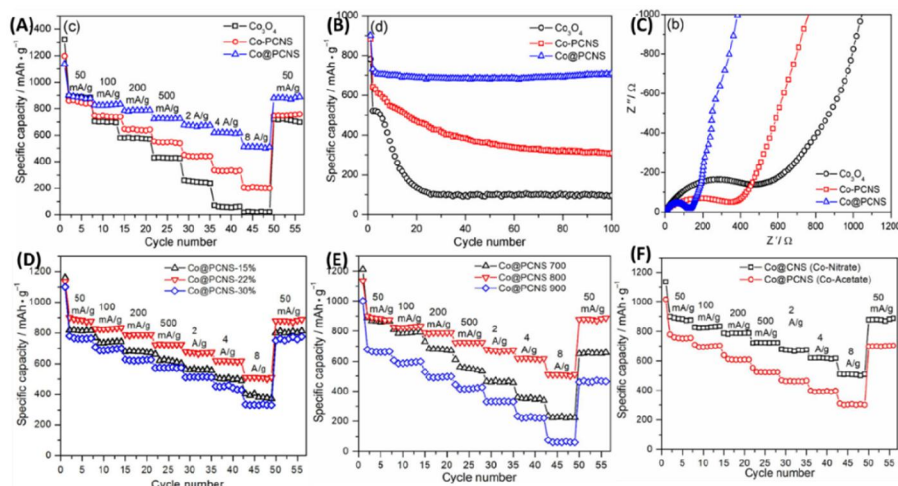 (A)
(c)
Co₃O₄
Co-PCNS
Co@PCNS
50
mA/g
100
mA/g
200
mA/g
500
mA/g
2 A/g
4 A/g
8 A/g
50
mA/g
1400
1200
1000
800
600
400
200
0
Specific capacity / mAh · g⁻¹
0 5 10 15 20 25 30 35 40 45 50 55
Cycle number
(B)
(d)
Co₃O₄
Co-PCNS
Co@PCNS
800
600
400
200
0
Specific capacity / mAh · g⁻¹
0 20 40 60 80 100
Cycle number
(C)
(b)
-1000
-800
-600
-400
-200
0
Z''/ Ω
Co₃O₄
Co-PCNS
Co@PCNS
0 200 400 600 800 1000
Z'/ Ω
(D)
Co@PCNS-15%
Co@PCNS-22%
Co@PCNS-30%
50
mA/g
100
mA/g
200
mA/g
500
mA/g
2
A/g
4
A/g
8
A/g
50
mA/g
1200
1000
800
600
400
200
0
Specific capacity / mAh · g⁻¹
0 5 10 15 20 25 30 35 40 45 50 55
Cycle number
(E)
Co@PCNS 700
Co@PCNS 800
Co@PCNS 900
50
mA/g
100
mA/g
200
mA/g
500
mA/g
2
A/g
4
A/g
8
A/g
50
mA/g
1200
1000
800
600
400
200
0
Specific capacity / mAh · g⁻¹
0 5 10 15 20 25 30 35 40 45 50 55
Cycle number
(F)
Co@CNS (Co-Nitrate)
Co@PCNS (Co-Acetate)
50
mA/g
100
mA/g
200
mA/g
500
mA/g
2
A/g
4
A/g
8
A/g
50
mA/g
1200
1000
800
600
400
200
0
Specific capacity / mAh · g⁻¹
0 5 10 15 20 25 30 35 40 45 50 55
Cycle number